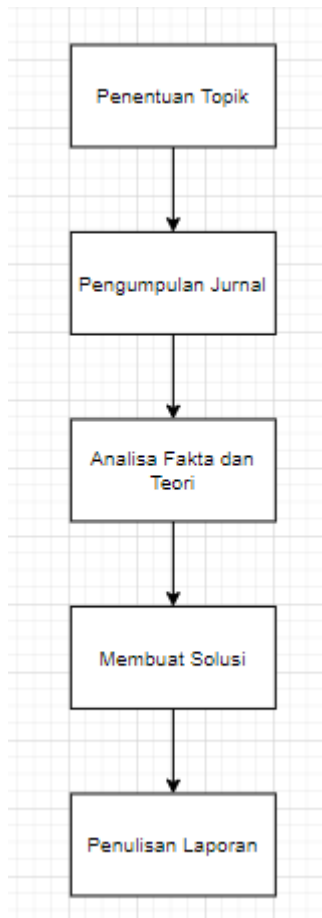 Penentuan Topik
Pengumpulan Jurnal
Analisa Fakta dan
Teori
Membuat Solusi
Penulisan Laporan